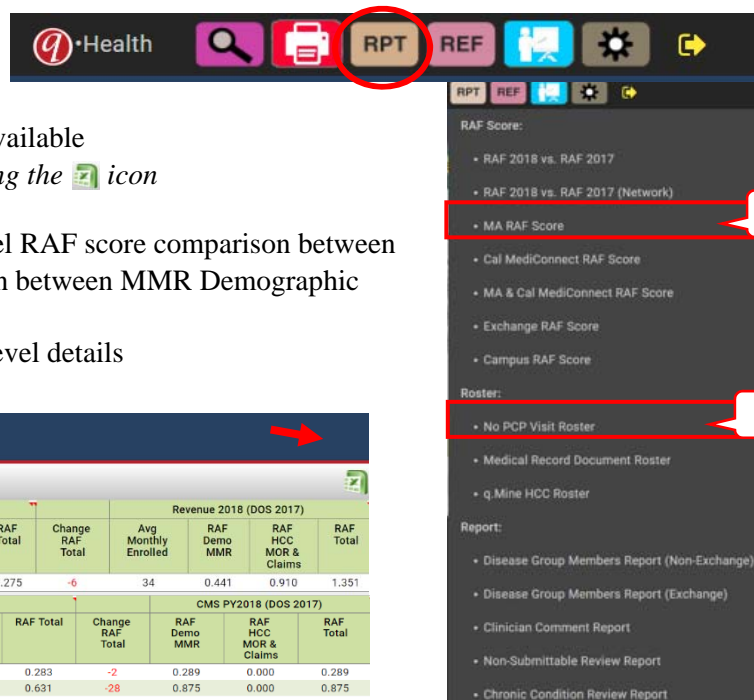 q•Health RPT REF
vailable
ng the icon
el RAF score comparison between
n between MMR Demographic
evel details
Revenue 2018 (DOS 2017)
RAF Total Change RAF Total Avg Monthly Enrolled RAF Demo MMR RAF HCC MOR & Claims RAF Total
.275 -6 34 0.441 0.910 1.351
CMS PY2018 (DOS 2017)
RAF Total Change RAF Total RAF Demo MMR RAF HCC MOR & Claims RAF Total
0.283 -2 0.289 0.000 0.289
0.631 -28 0.875 0.000 0.875
RPT REF
RAF Score:
• RAF 2018 vs. RAF 2017
• RAF 2018 vs. RAF 2017 (Network)
• MA RAF Score
• Cal MediConnect RAF Score
• MA & Cal MediConnect RAF Score
• Exchange RAF Score
• Campus RAF Score
Roster:
• No PCP Visit Roster
• Medical Record Document Roster
• q.Mine HCC Roster
Report:
• Disease Group Members Report (Non-Exchange)
• Disease Group Members Report (Exchange)
• Clinician Comment Report
• Non-Submittable Review Report
• Chronic Condition Review Report